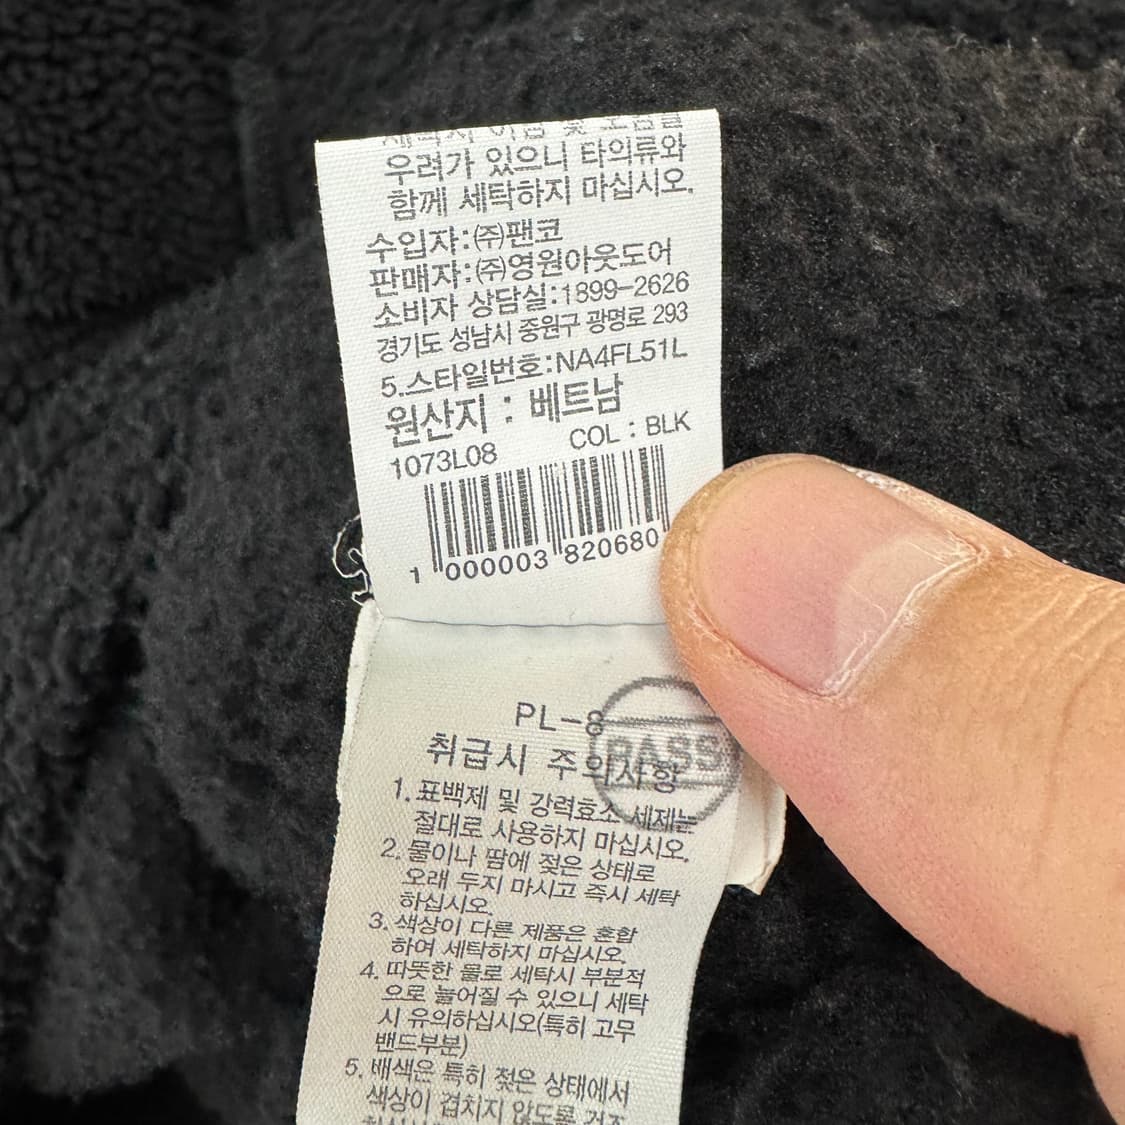 우려가 있으니 타의류와
함께 세탁하지 마십시오.
수입자:㈜팬코
판매자:㈜영원아웃도어
소비자 상담실:1899-2626
경기도 성남시 중원구 광명로 293
5.스타일번호:NA4FL51L
원산지 : 베트남
1073L08 COL : BLK
1 000003 820680
PL-8
PASS
취급시 주의사항
1. 표백제 및 강력효소 세제는
절대로 사용하지 마십시오.
2. 물이나 땀에 젖은 상태로
오래 두지 마시고 즉시 세탁
하십시오.
3. 색상이 다른 제품은 혼합
하여 세탁하지 마십시오.
4. 따뜻한 물로 세탁시 부분적
으로 늘어질 수 있으니 세탁
시 유의하십시오(특히 고무
밴드부분)
5. 배색은 특히 젖은 상태에서
색상이 겹치지 않도록 건조